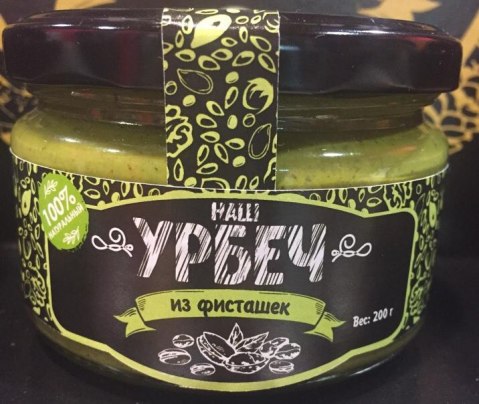 100%
НАТУРАЛЬНЫЙ
НАШ
УРБЕЧ
из фисташек
Вес: 200 г